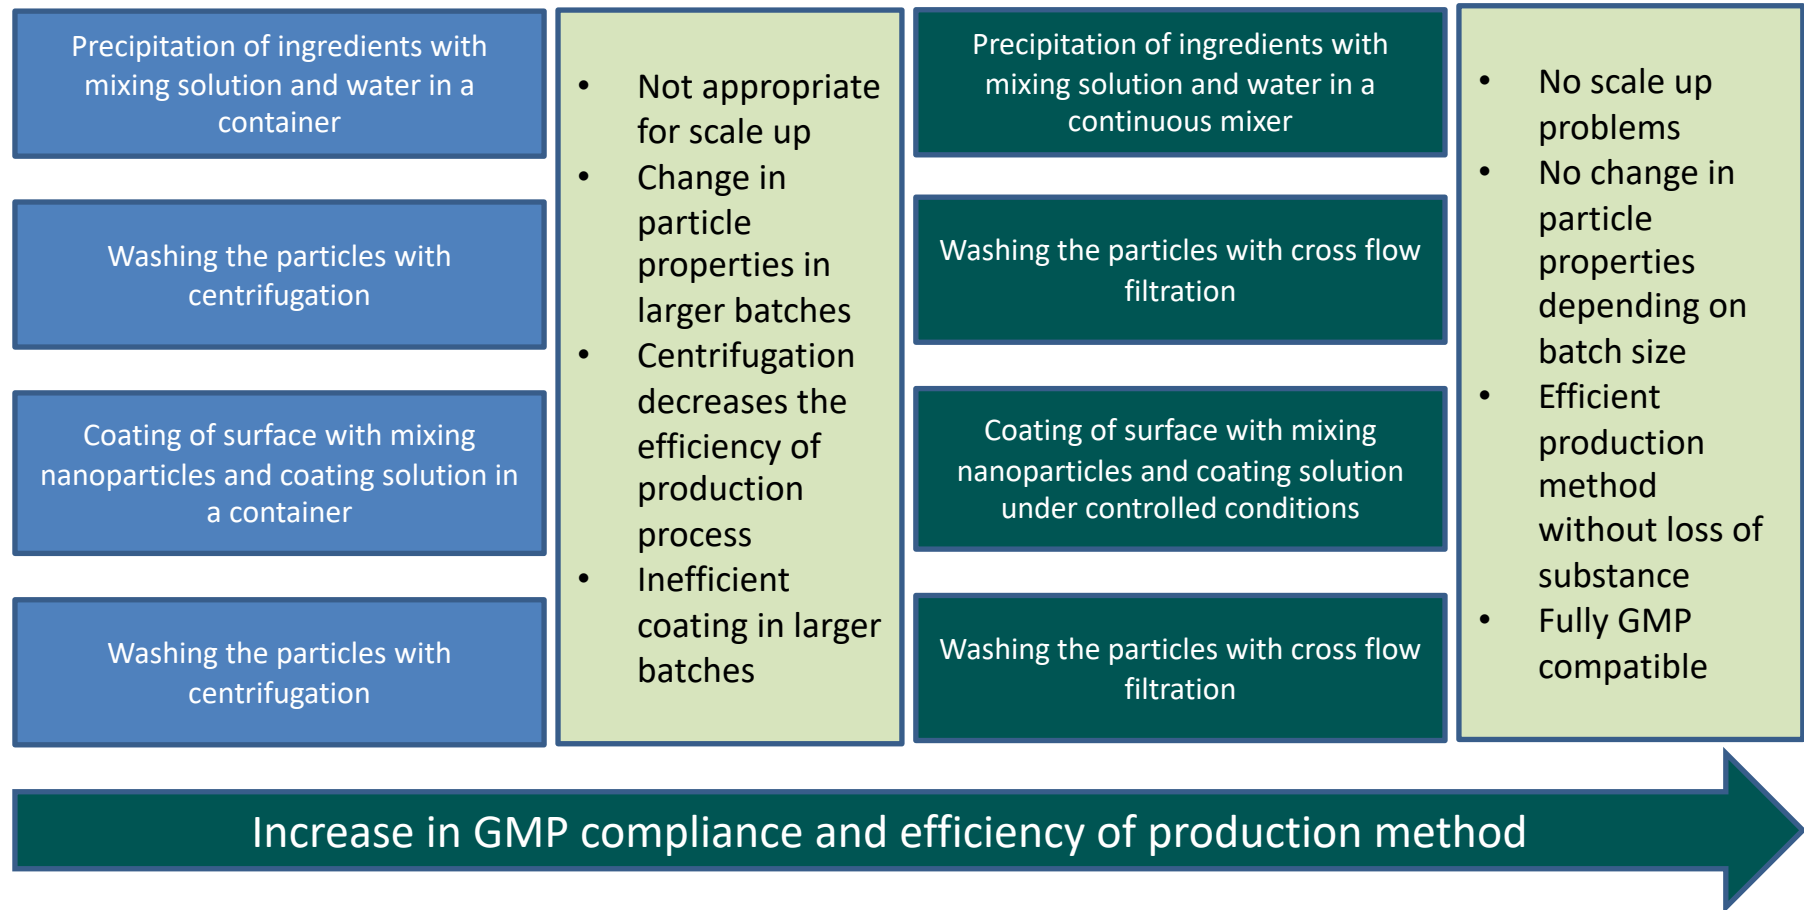 Precipitation of ingredients with
mixing solution and water in a
container
Washing the particles with
centrifugation
Coating of surface with mixing
nanoparticles and coating solution in
a container
Washing the particles with
centrifugation
• Not appropriate
for scale up
• Change in
particle
properties in
larger batches
• Centrifugation
decreases the
efficiency of
production
process
• Inefficient
coating in larger
batches
Precipitation of ingredients with
mixing solution and water in a
continuous mixer
Washing the particles with cross flow
filtration
Coating of surface with mixing
nanoparticles and coating solution
under controlled conditions
Washing the particles with cross flow
filtration
• No scale up
problems
• No change in
particle
properties
depending on
batch size
• Efficient
production
method
without loss of
substance
• Fully GMP
compatible
Increase in GMP compliance and efficiency of production method